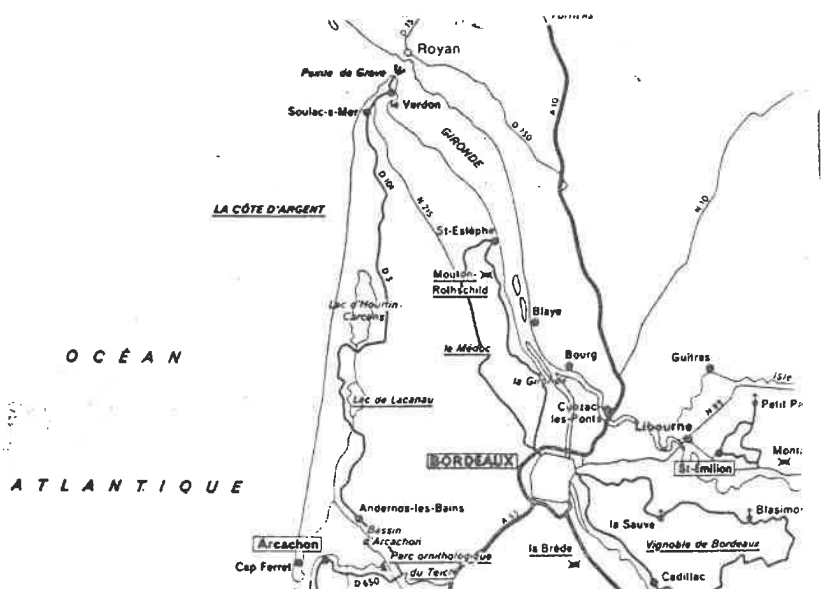 Royan
Pointe de Grave
le Verdon
Soulac-s-Mer
GIRONDE
D 730
A 10
N 10
D 101
N 215
LA CÔTE D'ARGENT
St-Estèphe
Mouton-
Rothschild
D 3
Lac d'Hourtin-
Carcans
Blaye
OCÉAN
le Médoc
Bourg
Guîtres
la Gironde
Isle
Lac de Lacanau
Cubzac-
les-Ponts
Libourne
Petit
BORDEAUX
St-Émilion
ATLANTIQUE
Andernos-les-Bains
la Sauve
Bassin
d'Arcachon
Arcachon
Vignoble de Bordeaux
Parc ornithologique
du Teich
la Brède
Cap Ferret
D 650
Cadillac